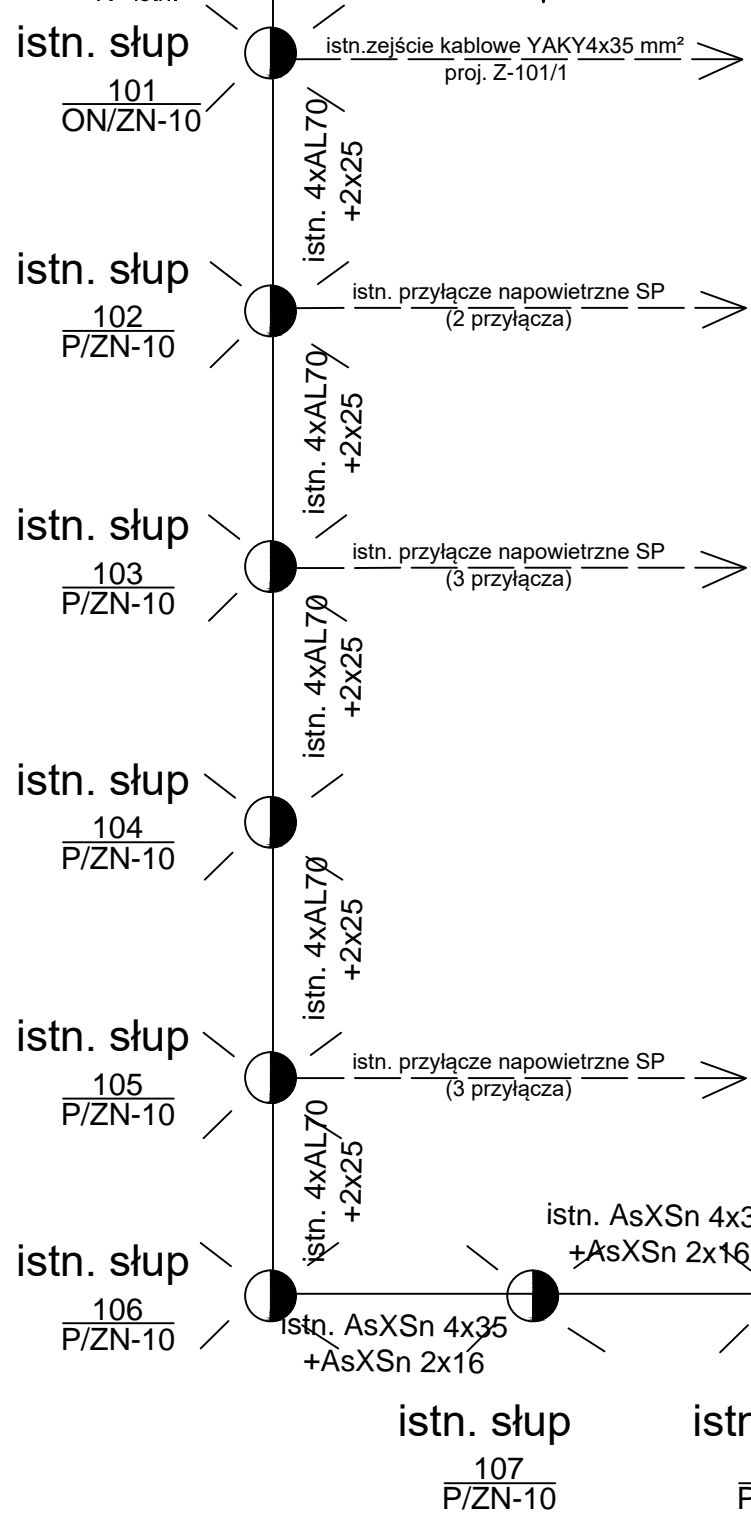 istn. słup
101
ON/ZN-10
istn.zejście kablowe YAKY4x35 mm²
proj. Z-101/1
istn. 4xAL70
+2x25
istn. słup
102
P/ZN-10
istn. przyłącze napowietrzne SP
(2 przyłącza)
istn. 4xAL70
+2x25
istn. słup
103
P/ZN-10
istn. przyłącze napowietrzne SP
(3 przyłącza)
istn. 4xAL70
+2x25
istn. słup
104
P/ZN-10
istn. 4xAL70
+2x25
istn. słup
105
P/ZN-10
istn. przyłącze napowietrzne SP
(3 przyłącza)
istn. 4xAL70
+2x25
istn. słup
106
P/ZN-10
istn. AsXSn 4x35
+AsXSn 2x16
istn. AsXSn 4x3
+AsXSn 2x16
istn. słup
107
P/ZN-10
istn
P